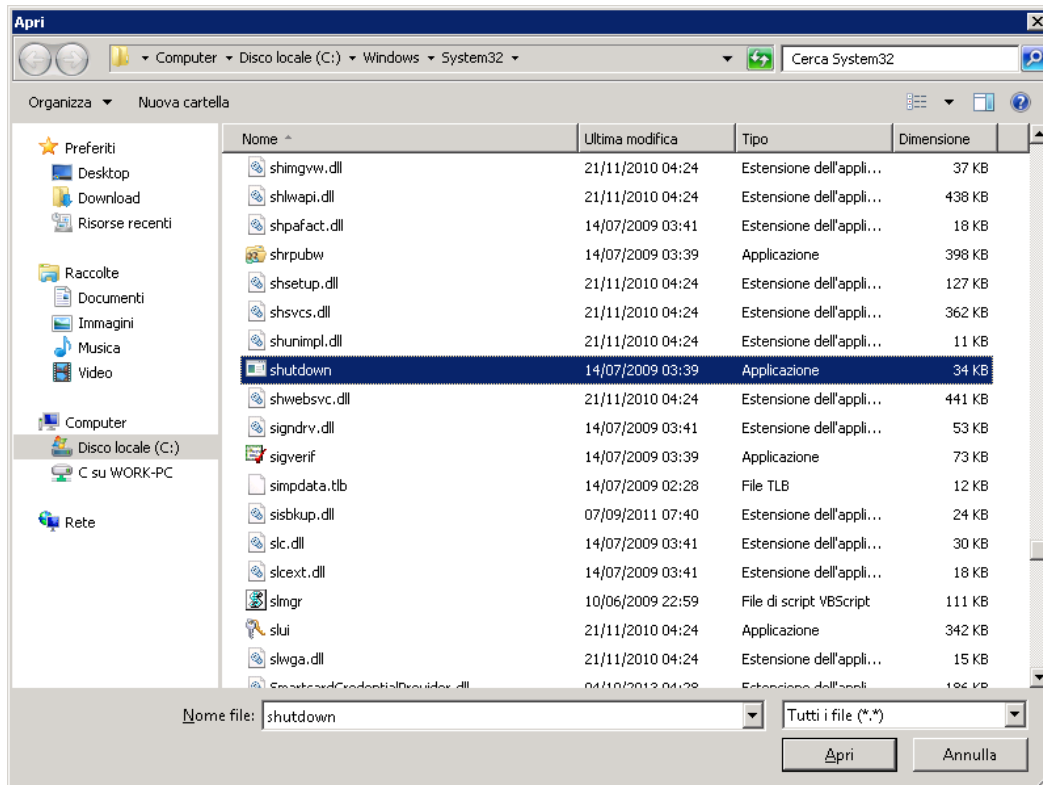 Apri
Computer Disco locale (C:) Windows System32 Cerca System32
Organizza Nuova cartella
Preferiti
Desktop
Download
Risorse recenti
Raccolte
Documenti
Immagini
Musica
Video
Computer
Disco locale (C:)
C su WORK-PC
Rete
Nome Ultima modifica Tipo Dimensione
shimgvw.dll 21/11/2010 04:24 Estensione dell'appli... 37 KB
shlwapi.dll 21/11/2010 04:24 Estensione dell'appli... 438 KB
shpafact.dll 14/07/2009 03:41 Estensione dell'appli... 18 KB
shrpubw 14/07/2009 03:39 Applicazione 398 KB
shsetup.dll 21/11/2010 04:24 Estensione dell'appli... 127 KB
shsvcs.dll 21/11/2010 04:24 Estensione dell'appli... 362 KB
shunimpl.dll 21/11/2010 04:24 Estensione dell'appli... 11 KB
shutdown 14/07/2009 03:39 Applicazione 34 KB
shwebsvc.dll 21/11/2010 04:24 Estensione dell'appli... 441 KB
signdrv.dll 14/07/2009 03:41 Estensione dell'appli... 53 KB
sigverif 14/07/2009 03:39 Applicazione 73 KB
simpdata.tlb 14/07/2009 02:28 File TLB 12 KB
sisbkup.dll 07/09/2011 07:40 Estensione dell'appli... 24 KB
slc.dll 14/07/2009 03:41 Estensione dell'appli... 30 KB
slcext.dll 14/07/2009 03:41 Estensione dell'appli... 18 KB
slmgr 10/06/2009 22:59 File di script VBScript 111 KB
slui 21/11/2010 04:24 Applicazione 342 KB
slwga.dll 21/11/2010 04:24 Estensione dell'appli... 15 KB
SmartcardCredentialProvider.dll 04/10/2013 04:28 Estensione dell'appli... 186 KB
Nome file: shutdown Tutti i file (*.*)
Apri Annulla